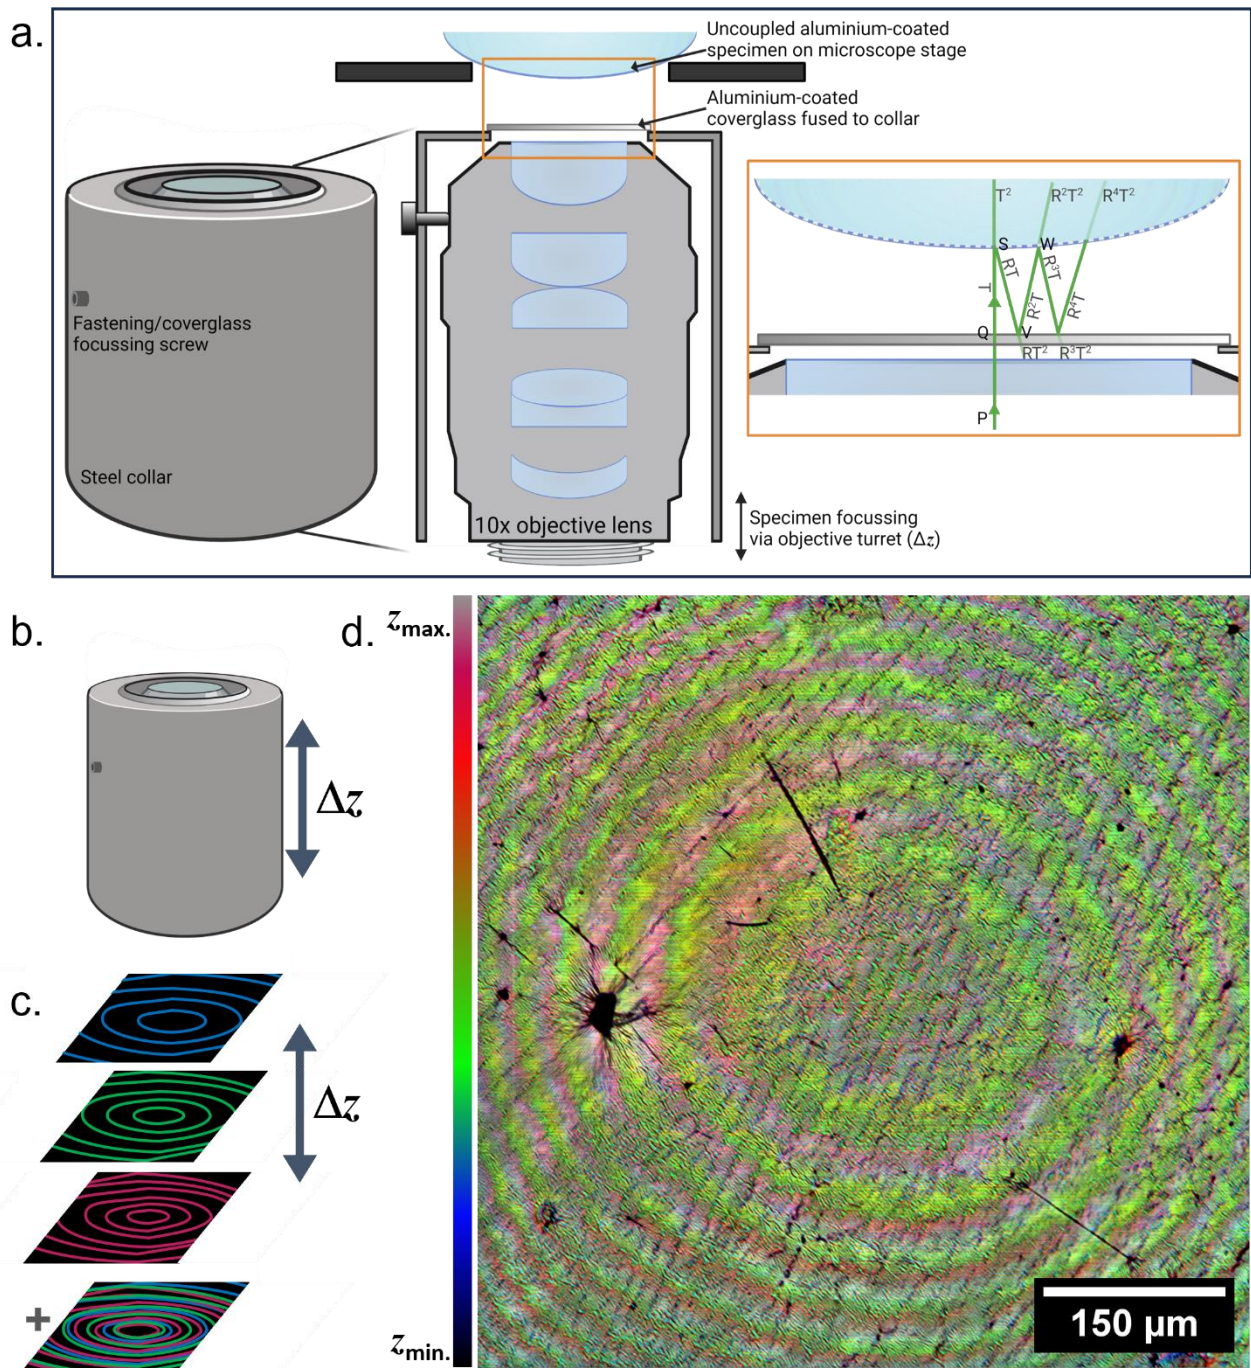 a.
Uncoupled aluminium-coated
specimen on microscope stage
Aluminium-coated
coverglass fused to collar
Fastening/coverglass
focussing screw
Steel collar
10x objective lens
Specimen focussing
via objective turret (Δz)
T²
R²T²
R⁴T²
S
W
RT
R³T
T
R²T
R⁴T
Q
V
RT²
R³T²
P
b.
Δz
c.
Δz
+
d.
z max.
z min.
150 µm